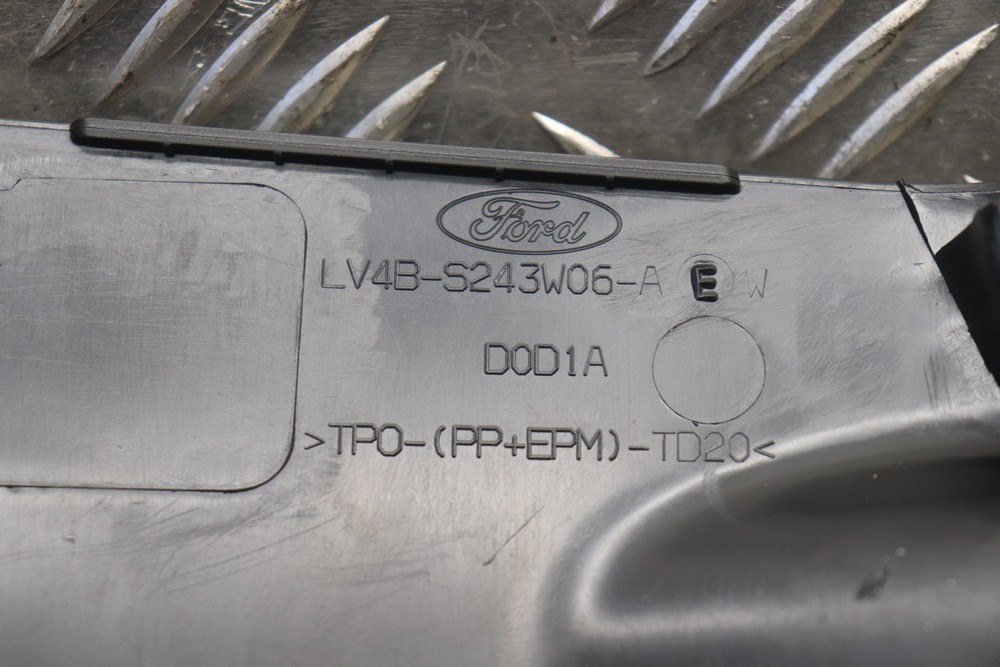 Ford
LV4B-S243W06-A E W
D0D1A
>TPO-(PP+EPM)-TD20<